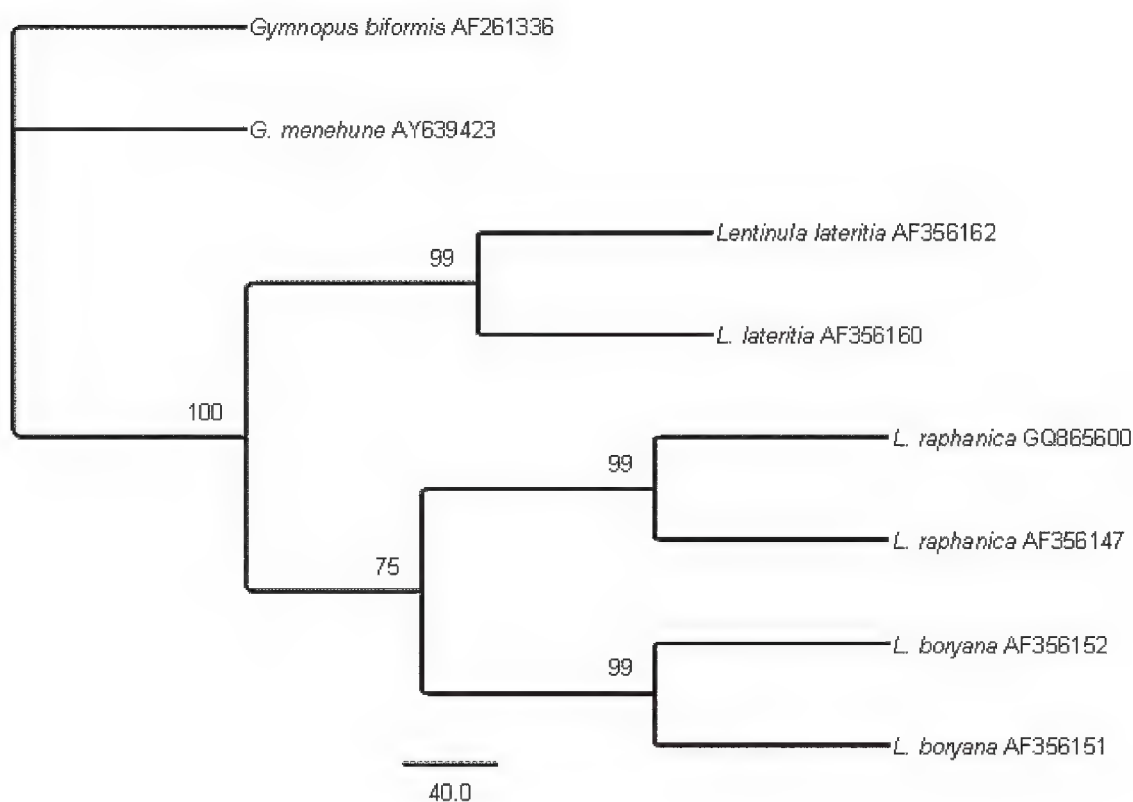 Gymnopus biformis AF261336
G. menehune AY639423
Lentinula lateritia AF356162
99
L. lateritia AF356160
100
L. raphanica GQ865600
99
L. raphanica AF356147
75
L. boryana AF356152
99
L. boryana AF356151
40.0